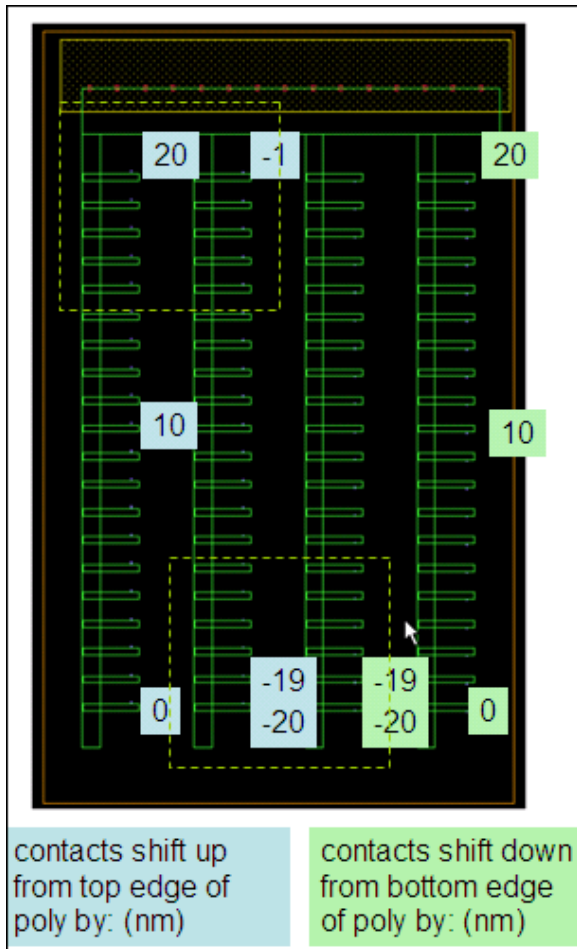 20
-1
20
10
10
-19
-20
-19
-20
0
0
contacts shift up
from top edge of
poly by: (nm)
contacts shift down
from bottom edge
of poly by: (nm)